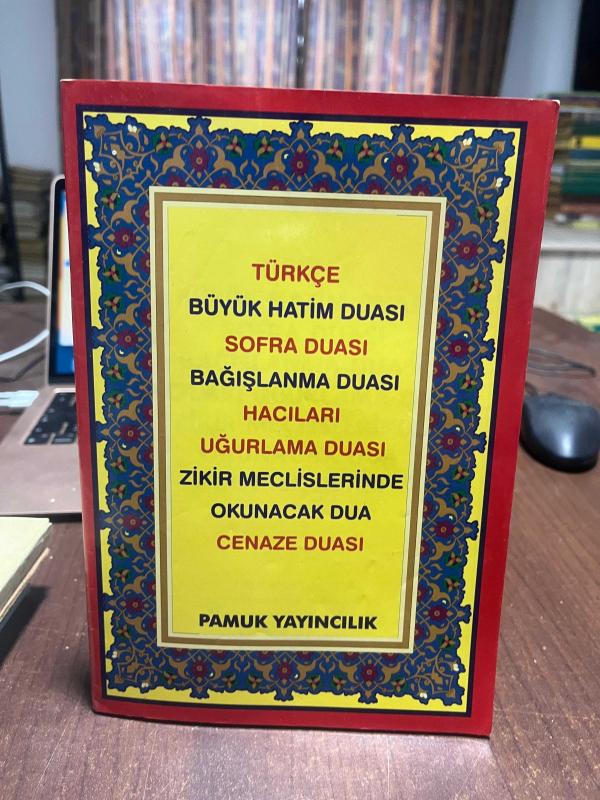 TÜRKÇE
BÜYÜK HATİM DUASI
SOFRA DUASI
BAĞIŞLANMA DUASI
HACILARI
UĞURLAMA DUASI
ZİKİR MECLİSLERİNDE
OKUNACAK DUA
CENAZE DUASI
PAMUK YAYINCILIK